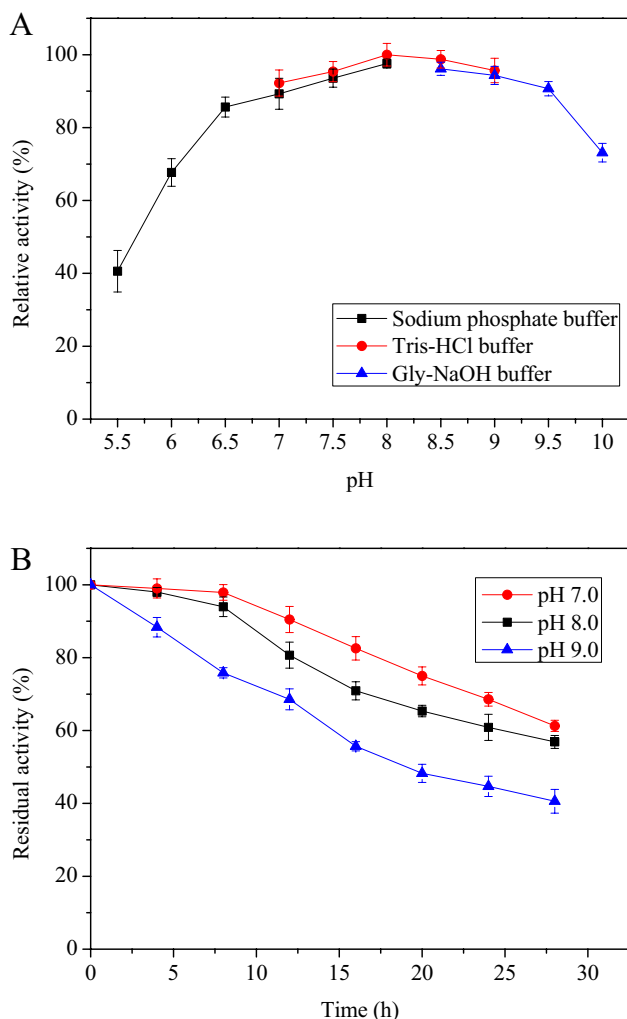 A
Relative activity (%)
100
80
60
40
20
0
Sodium phosphate buffer
Tris-HCl buffer
Gly-NaOH buffer
5.5 6 6.5 7 7.5 8 8.5 9 9.5 10
pH
B
Residual activity (%)
100
80
60
40
20
0
pH 7.0
pH 8.0
pH 9.0
0 5 10 15 20 25 30
Time (h)